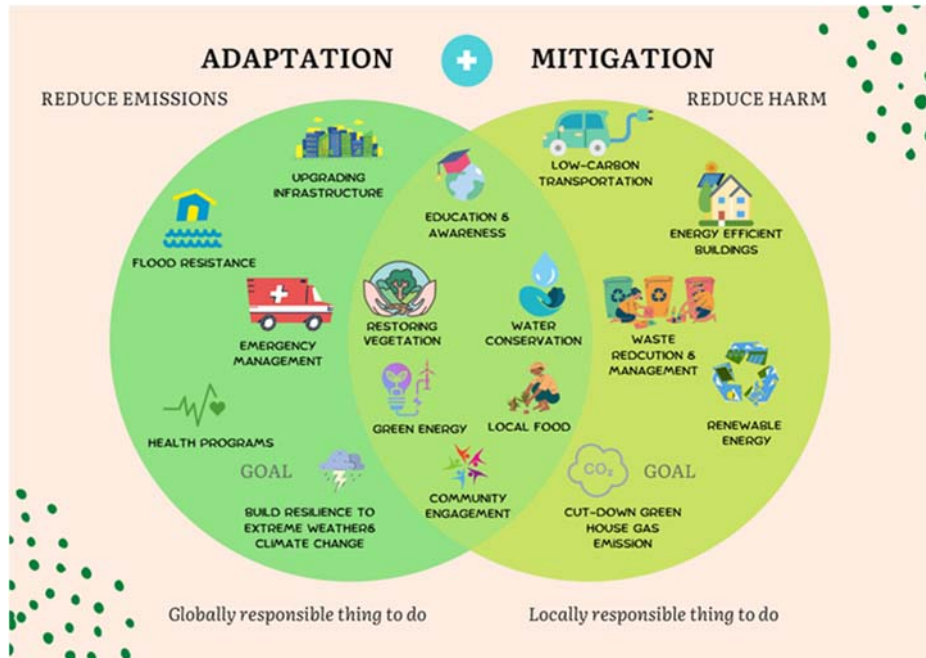 ADAPTATION + MITIGATION
REDUCE EMISSIONS
REDUCE HARM
UPGRADING
INFRASTRUCTURE
FLOOD RESISTANCE
EMERGENCY
MANAGEMENT
HEALTH PROGRAMS
GOAL
BUILD RESILIENCE TO
EXTREME WEATHER&
CLIMATE CHANGE
EDUCATION &
AWARENESS
RESTORING
VEGETATION
WATER
CONSERVATION
GREEN ENERGY
LOCAL FOOD
COMMUNITY
ENGAGEMENT
LOW-CARBON
TRANSPORTATION
ENERGY EFFICIENT
BUILDINGS
WASTE
REDCUTION &
MANAGEMENT
RENEWABLE
ENERGY
CO₂
GOAL
CUT-DOWN GREEN
HOUSE GAS
EMISSION
Globally responsible thing to do
Locally responsible thing to do